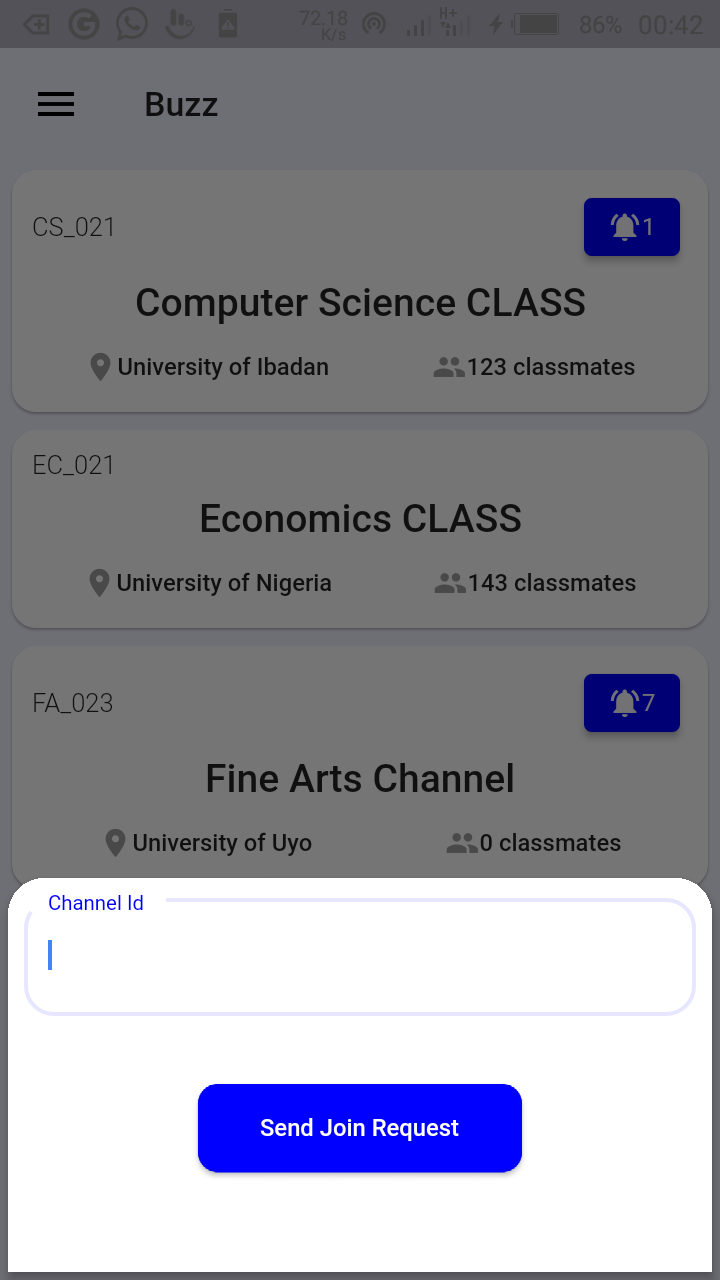 72.18 K/s H+ 86% 00:42
Buzz
CS_021
1
Computer Science CLASS
University of Ibadan
123 classmates
EC_021
Economics CLASS
University of Nigeria
143 classmates
FA_023
7
Fine Arts Channel
University of Uyo
0 classmates
Channel Id
Send Join Request